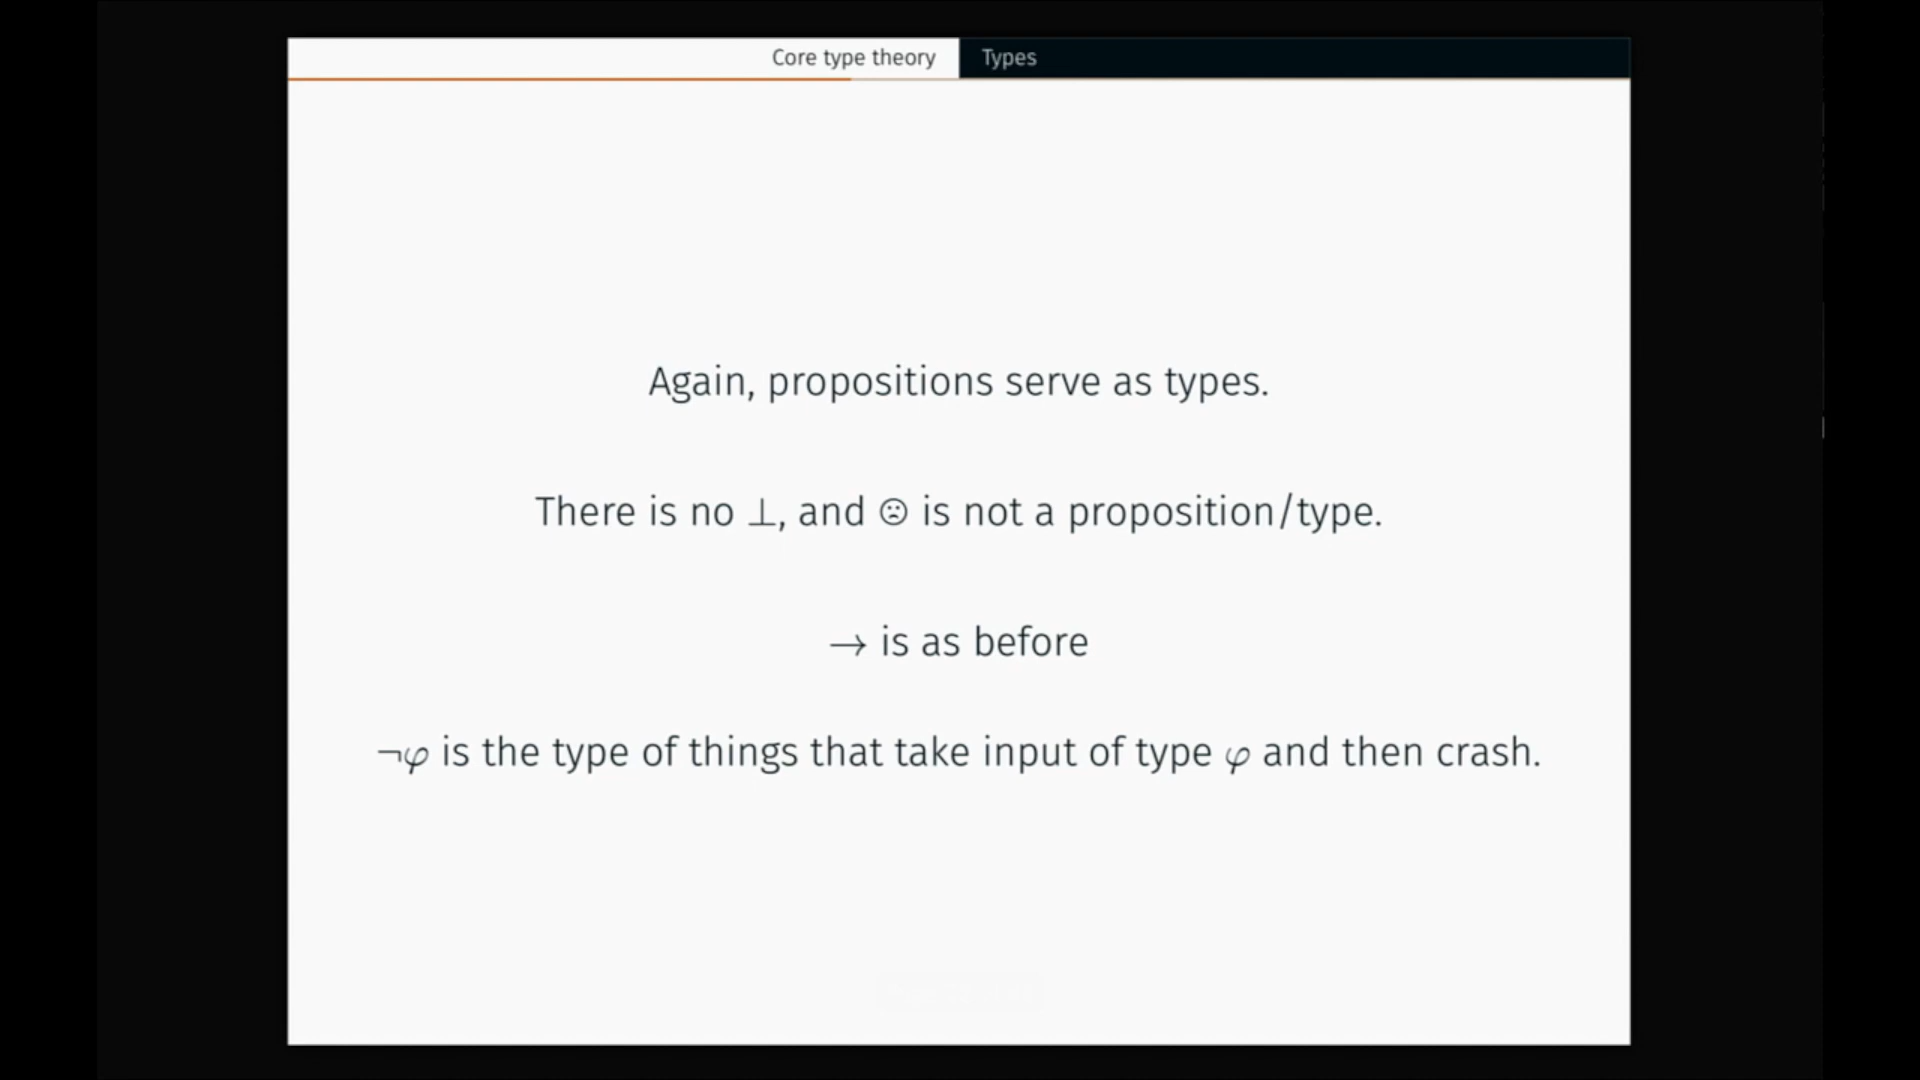 Core type theory
Types
Again, propositions serve as types.
There is no ⊥, and ☹ is not a proposition/type.
→ is as before
¬φ is the type of things that take input of type φ and then crash.